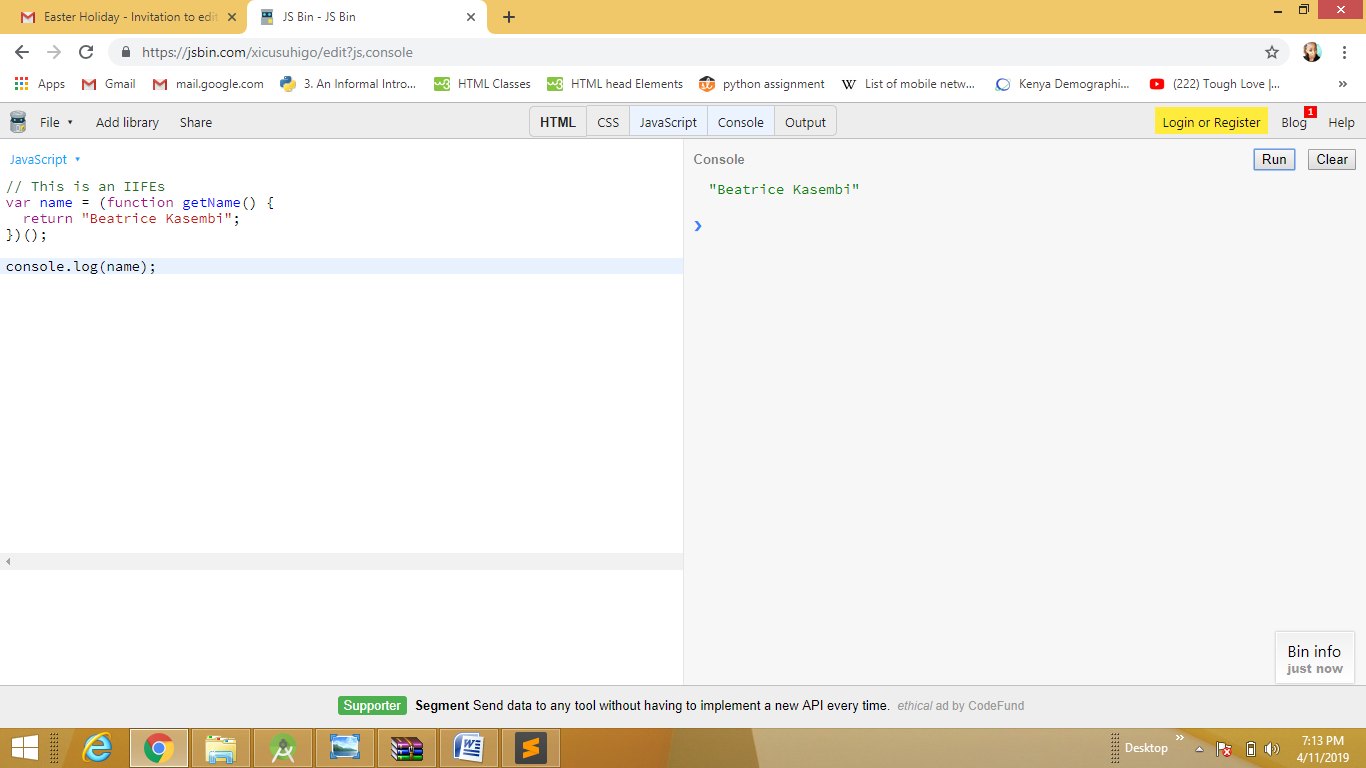 Easter Holiday - Invitation to edi
JS Bin - JS Bin
https://jsbin.com/xicusuhigo/edit?js,console
Apps Gmail mail.google.com 3. An Informal Intro... HTML Classes HTML head Elements python assignment List of mobile netw... Kenya Demographi... (222) Tough Love |... »
File Add library Share HTML CSS JavaScript Console Output Login or Register Blog 1 Help
JavaScript
// This is an IIFEs
var name = (function getName() {
  return "Beatrice Kasembi";
})();
console.log(name);
Console Run Clear
"Beatrice Kasembi"
Bin info
just now
Supporter Segment Send data to any tool without having to implement a new API every time. ethical ad by CodeFund
Desktop »
7:13 PM
4/11/2019